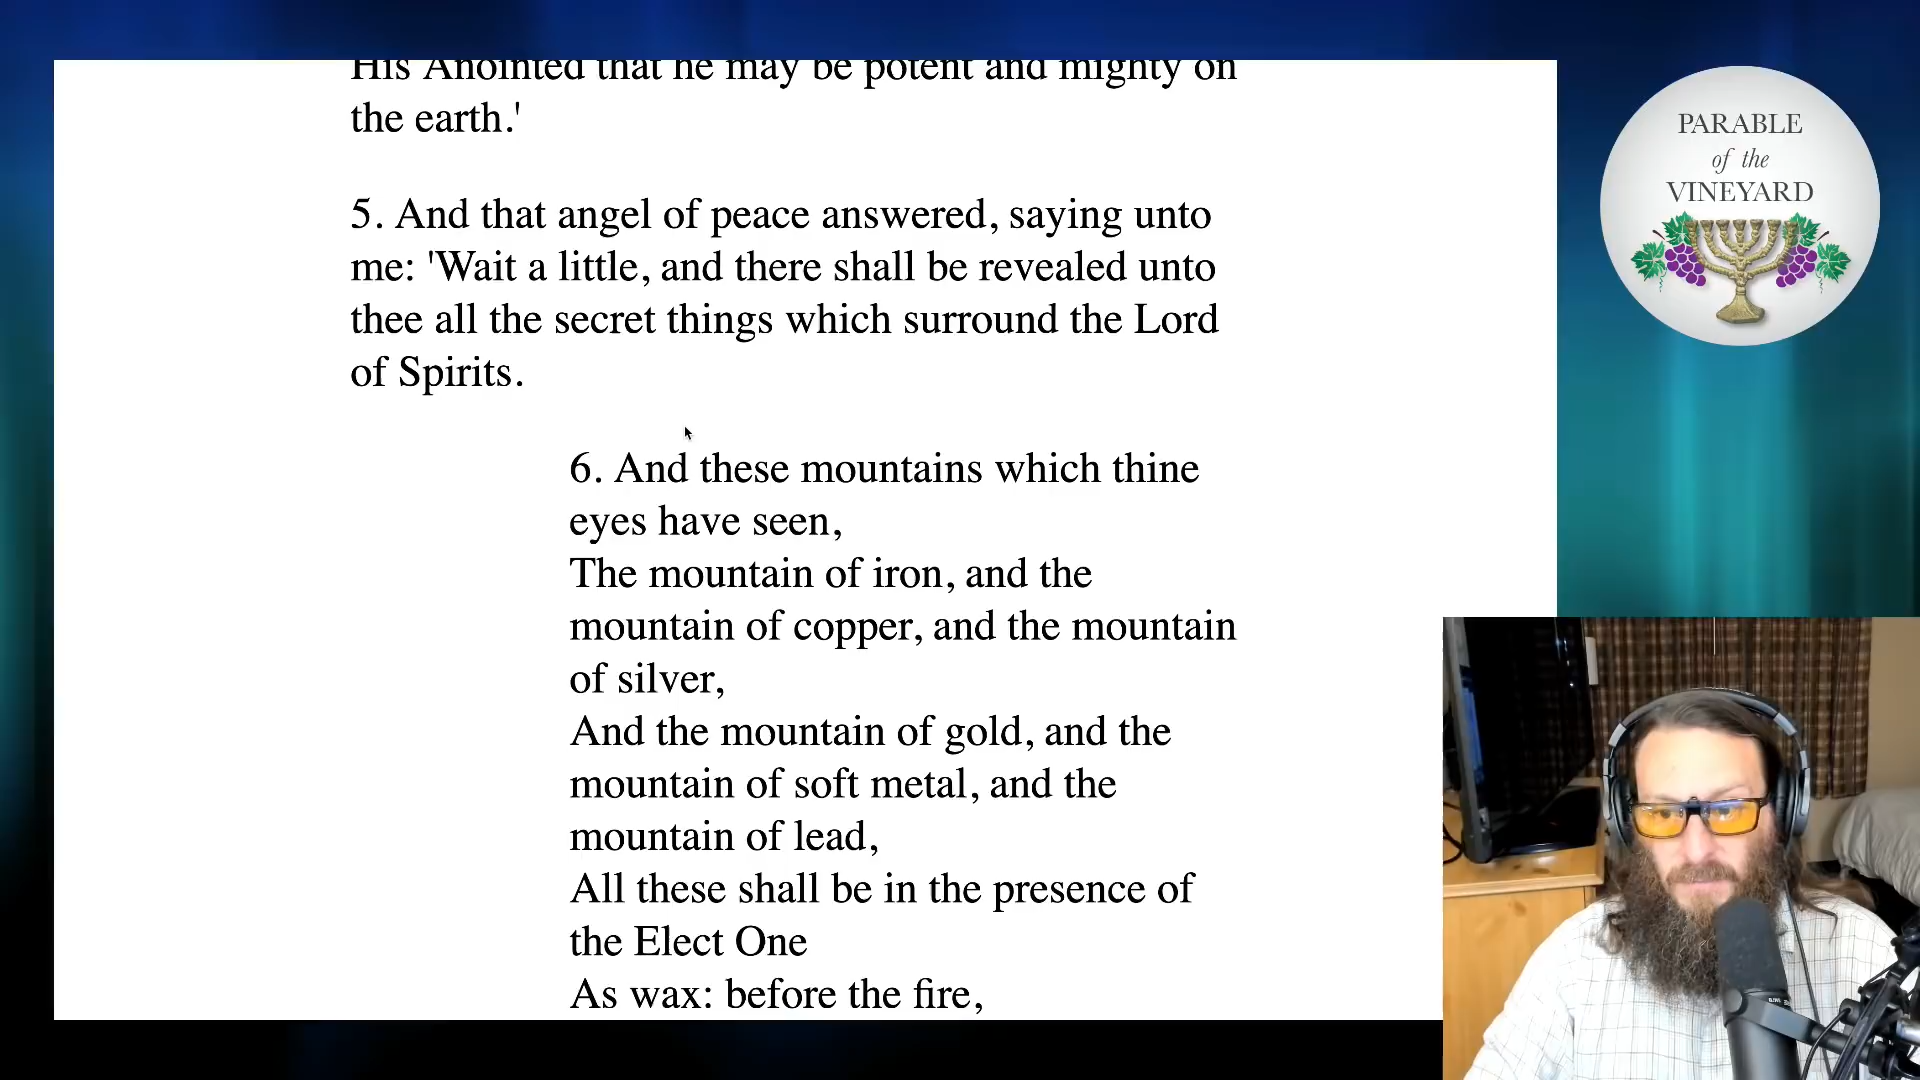 His Anointed that he may be potent and mighty on
the earth.'
5. And that angel of peace answered, saying unto
me: 'Wait a little, and there shall be revealed unto
thee all the secret things which surround the Lord
of Spirits.
6. And these mountains which thine
eyes have seen,
The mountain of iron, and the
mountain of copper, and the mountain
of silver,
And the mountain of gold, and the
mountain of soft metal, and the
mountain of lead,
All these shall be in the presence of
the Elect One
As wax: before the fire,
PARABLE
of the
VINEYARD